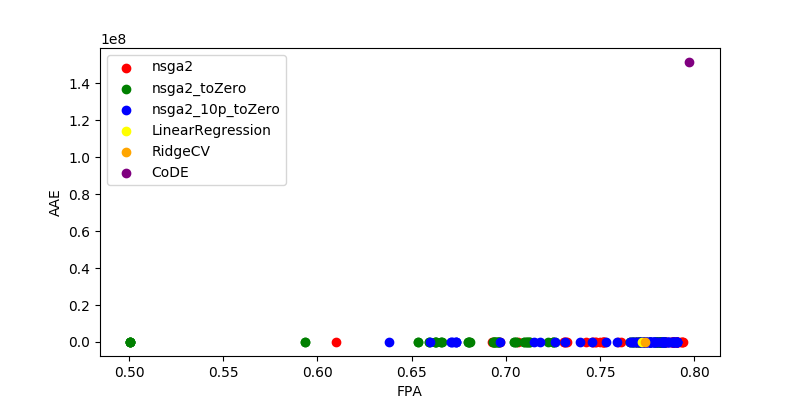 1e8
nsga2
nsga2_toZero
nsga2_10p_toZero
LinearRegression
RidgeCV
CoDE
1.4
1.2
1.0
0.8
0.6
0.4
0.2
0.0
AAE
0.50 0.55 0.60 0.65 0.70 0.75 0.80
FPA